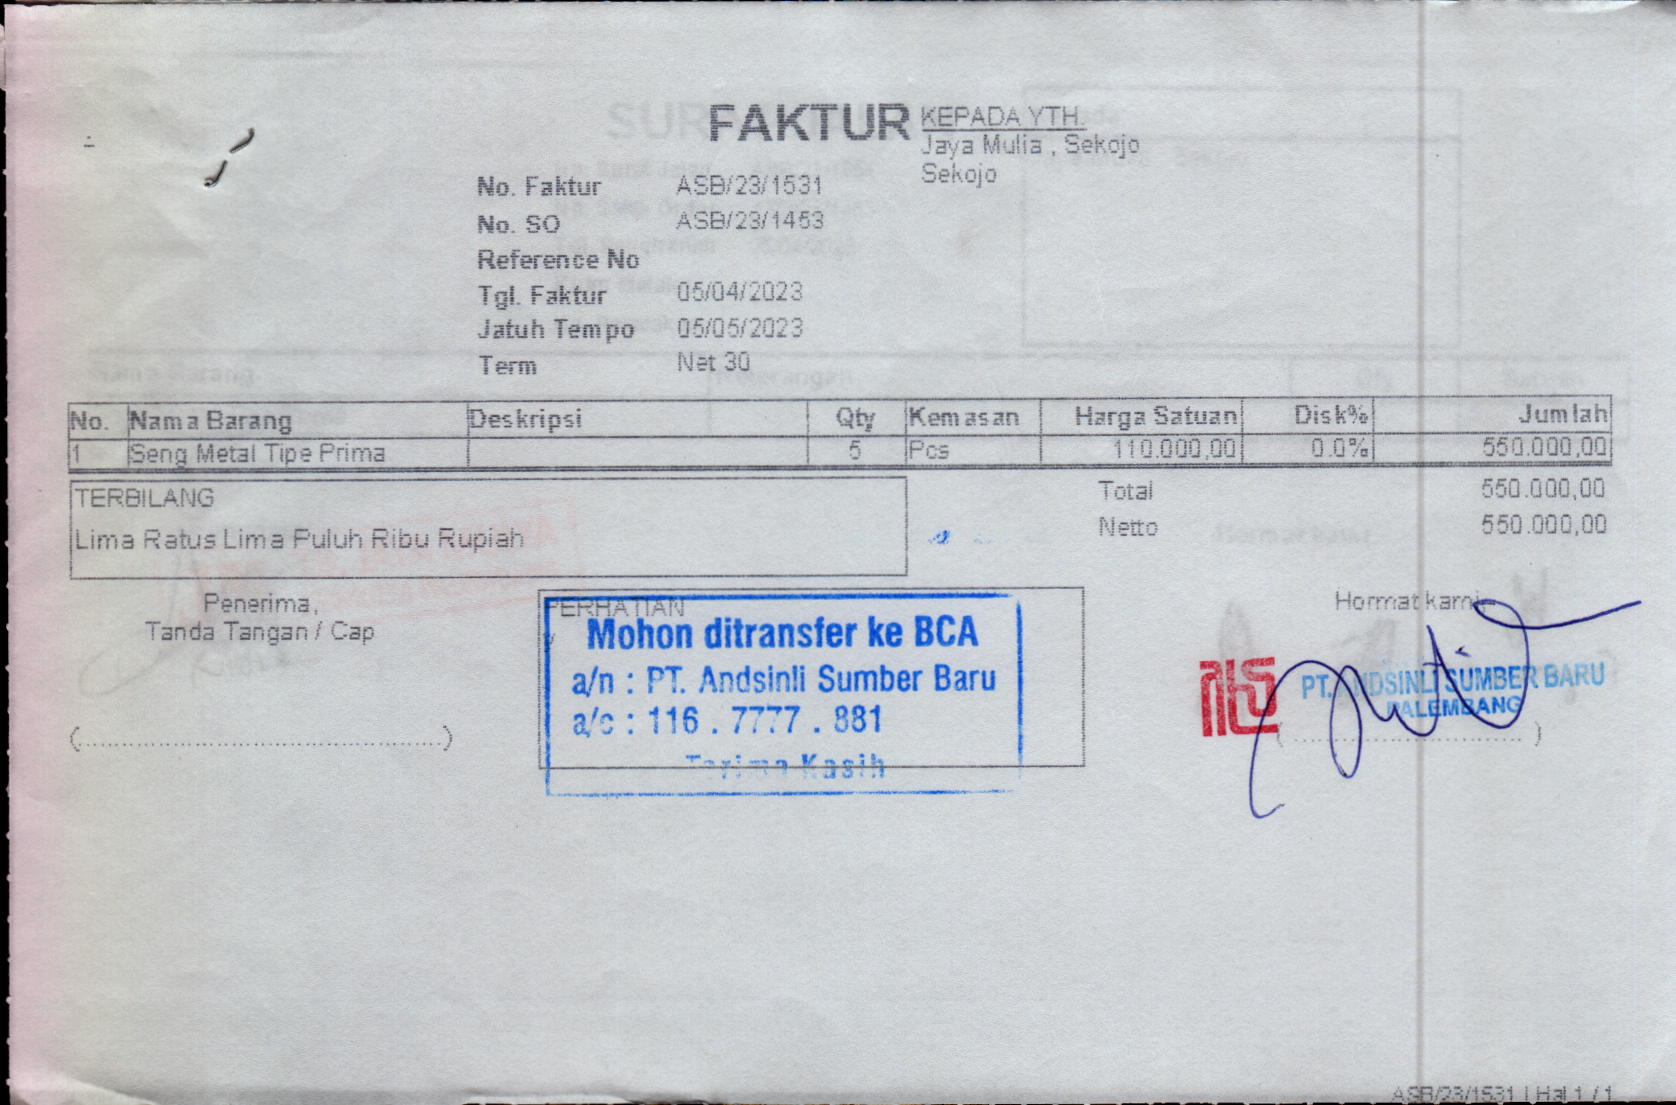 FAKTUR
KEPADA YTH.
Jaya Mulia , Sekojo
Sekojo
No. Faktur ASB/23/1531
No. SO ASB/23/1453
Reference No
Tgl. Faktur 05/04/2023
Jatuh Tempo 05/05/2023
Term Net 30
No. Nama Barang Deskripsi Qty Kemasan Harga Satuan Disk% Jumlah
1 Seng Metal Tipe Prima 5 Pcs 110.000,00 0.0% 550.000,00
TERBILANG
Lima Ratus Lima Puluh Ribu Rupiah
Total 550.000,00
Netto 550.000,00
Penerima,
Tanda Tangan / Cap
(................................................)
PERHATIAN
Mohon ditransfer ke BCA
a/n : PT. Andsinli Sumber Baru
a/c : 116 . 7777 . 881
Terima Kasih
Hormat kami,
PT. ANDSINLI SUMBER BARU
PALEMBANG
( ................................ )
ASB/23/1531 | Hal 1 / 1